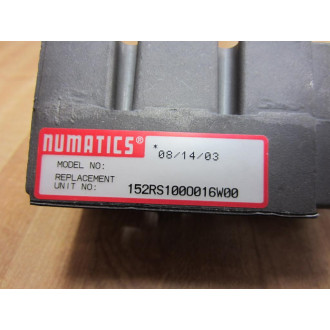 numatics®
* 08/14/03
MODEL NO:
REPLACEMENT
UNIT NO: 152RS1000016W00